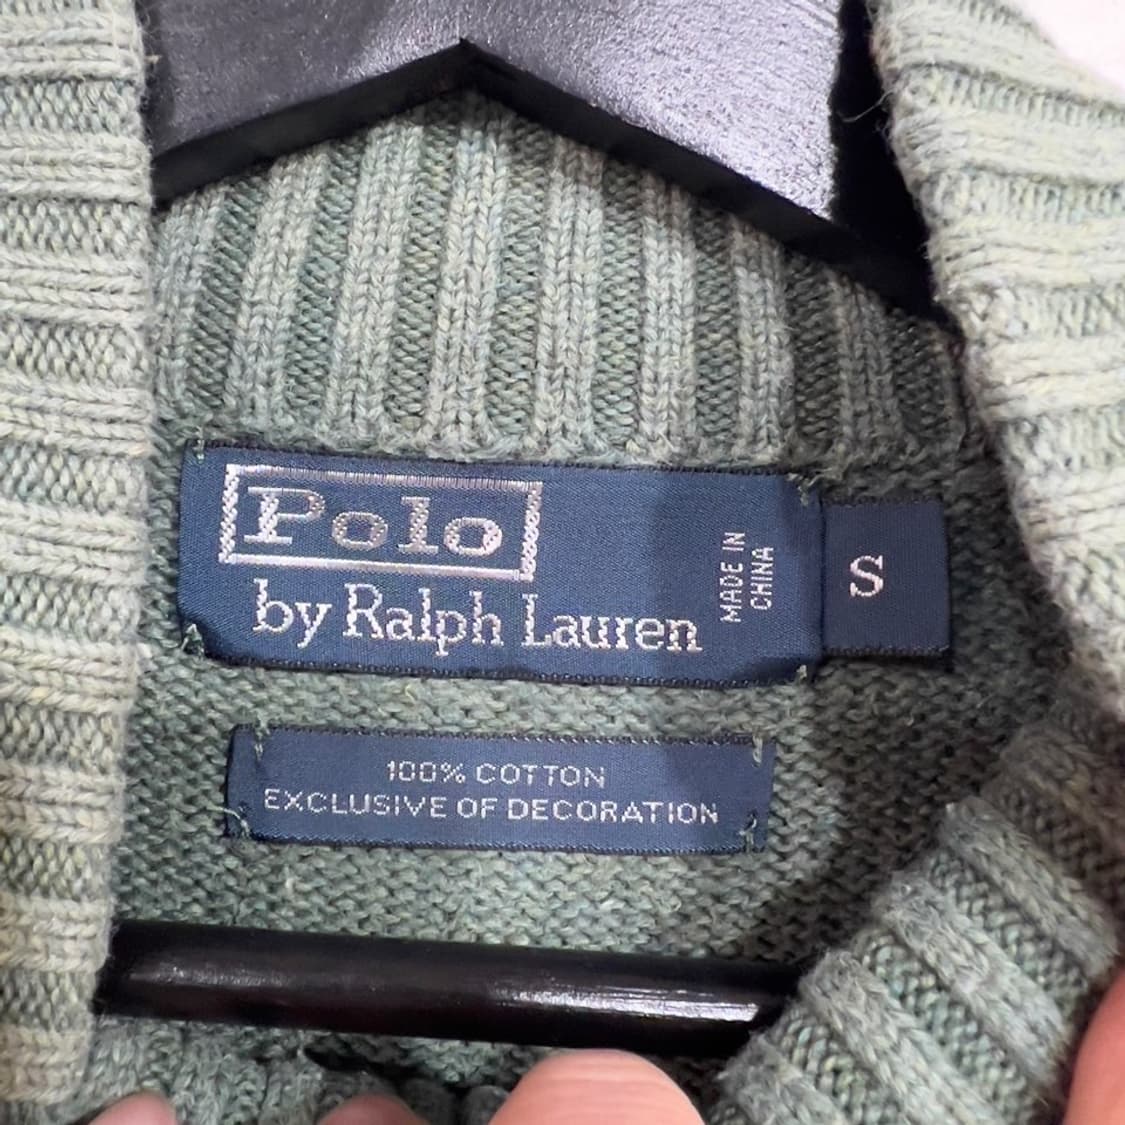 Polo
by Ralph Lauren
MADE IN
CHINA
S
100% COTTON
EXCLUSIVE OF DECORATION